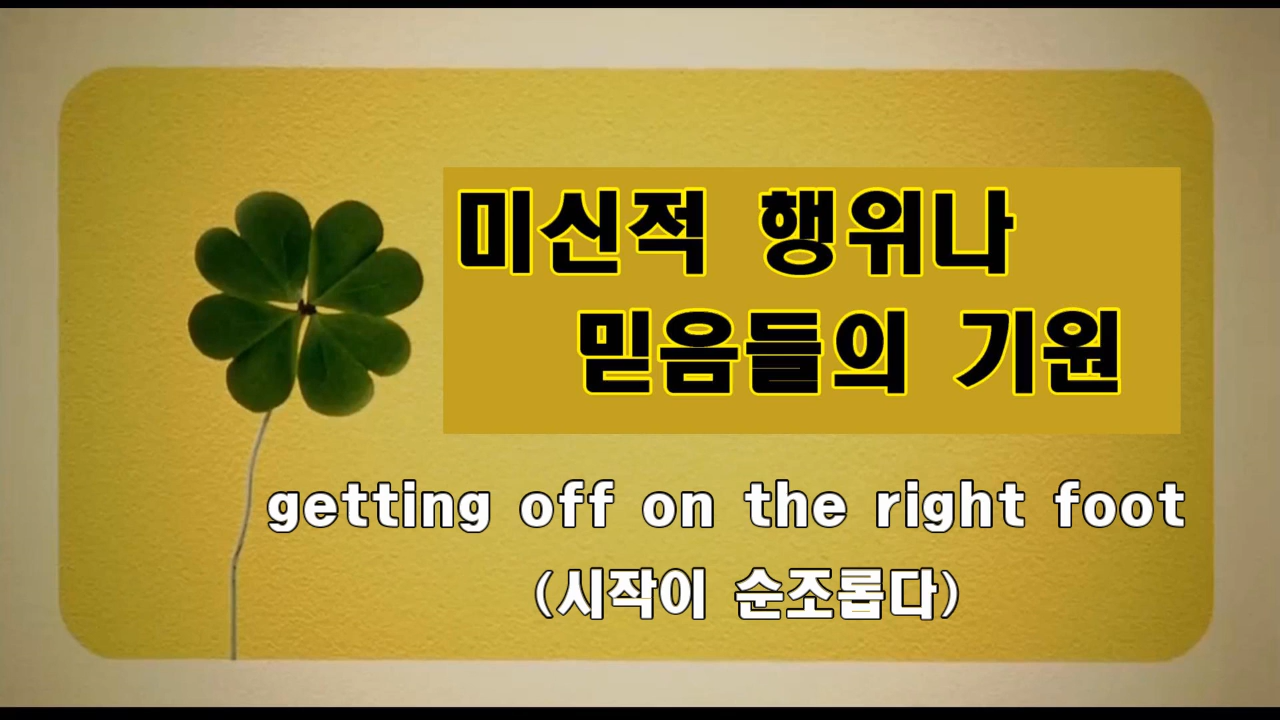 미신적 행위나
믿음들의 기원
getting off on the right foot
(시작이 순조롭다)